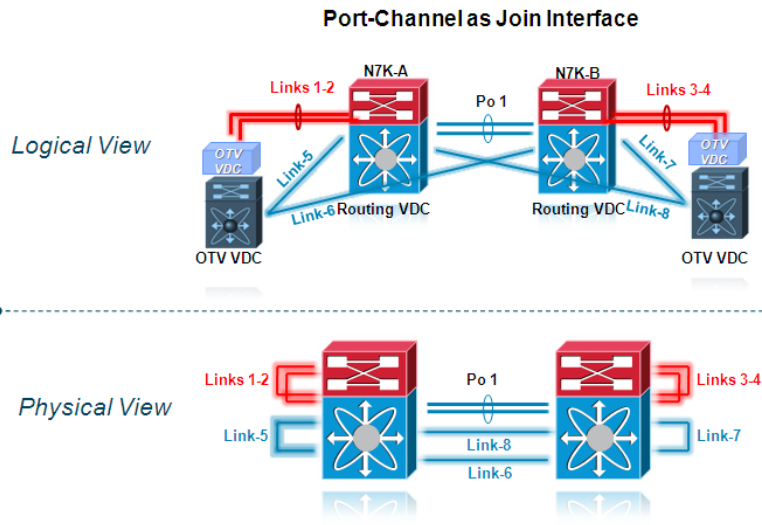 Port-Channel as Join Interface
N7K-A
N7K-B
Links 1-2
Links 3-4
Po 1
Logical View
OTV
VDC
OTV
VDC
Link-5
Link-7
Link-6
Routing VDC
Routing VDC
Link-8
OTV VDC
OTV VDC
Links 1-2
Po 1
Links 3-4
Physical View
Link-5
Link-8
Link-7
Link-6